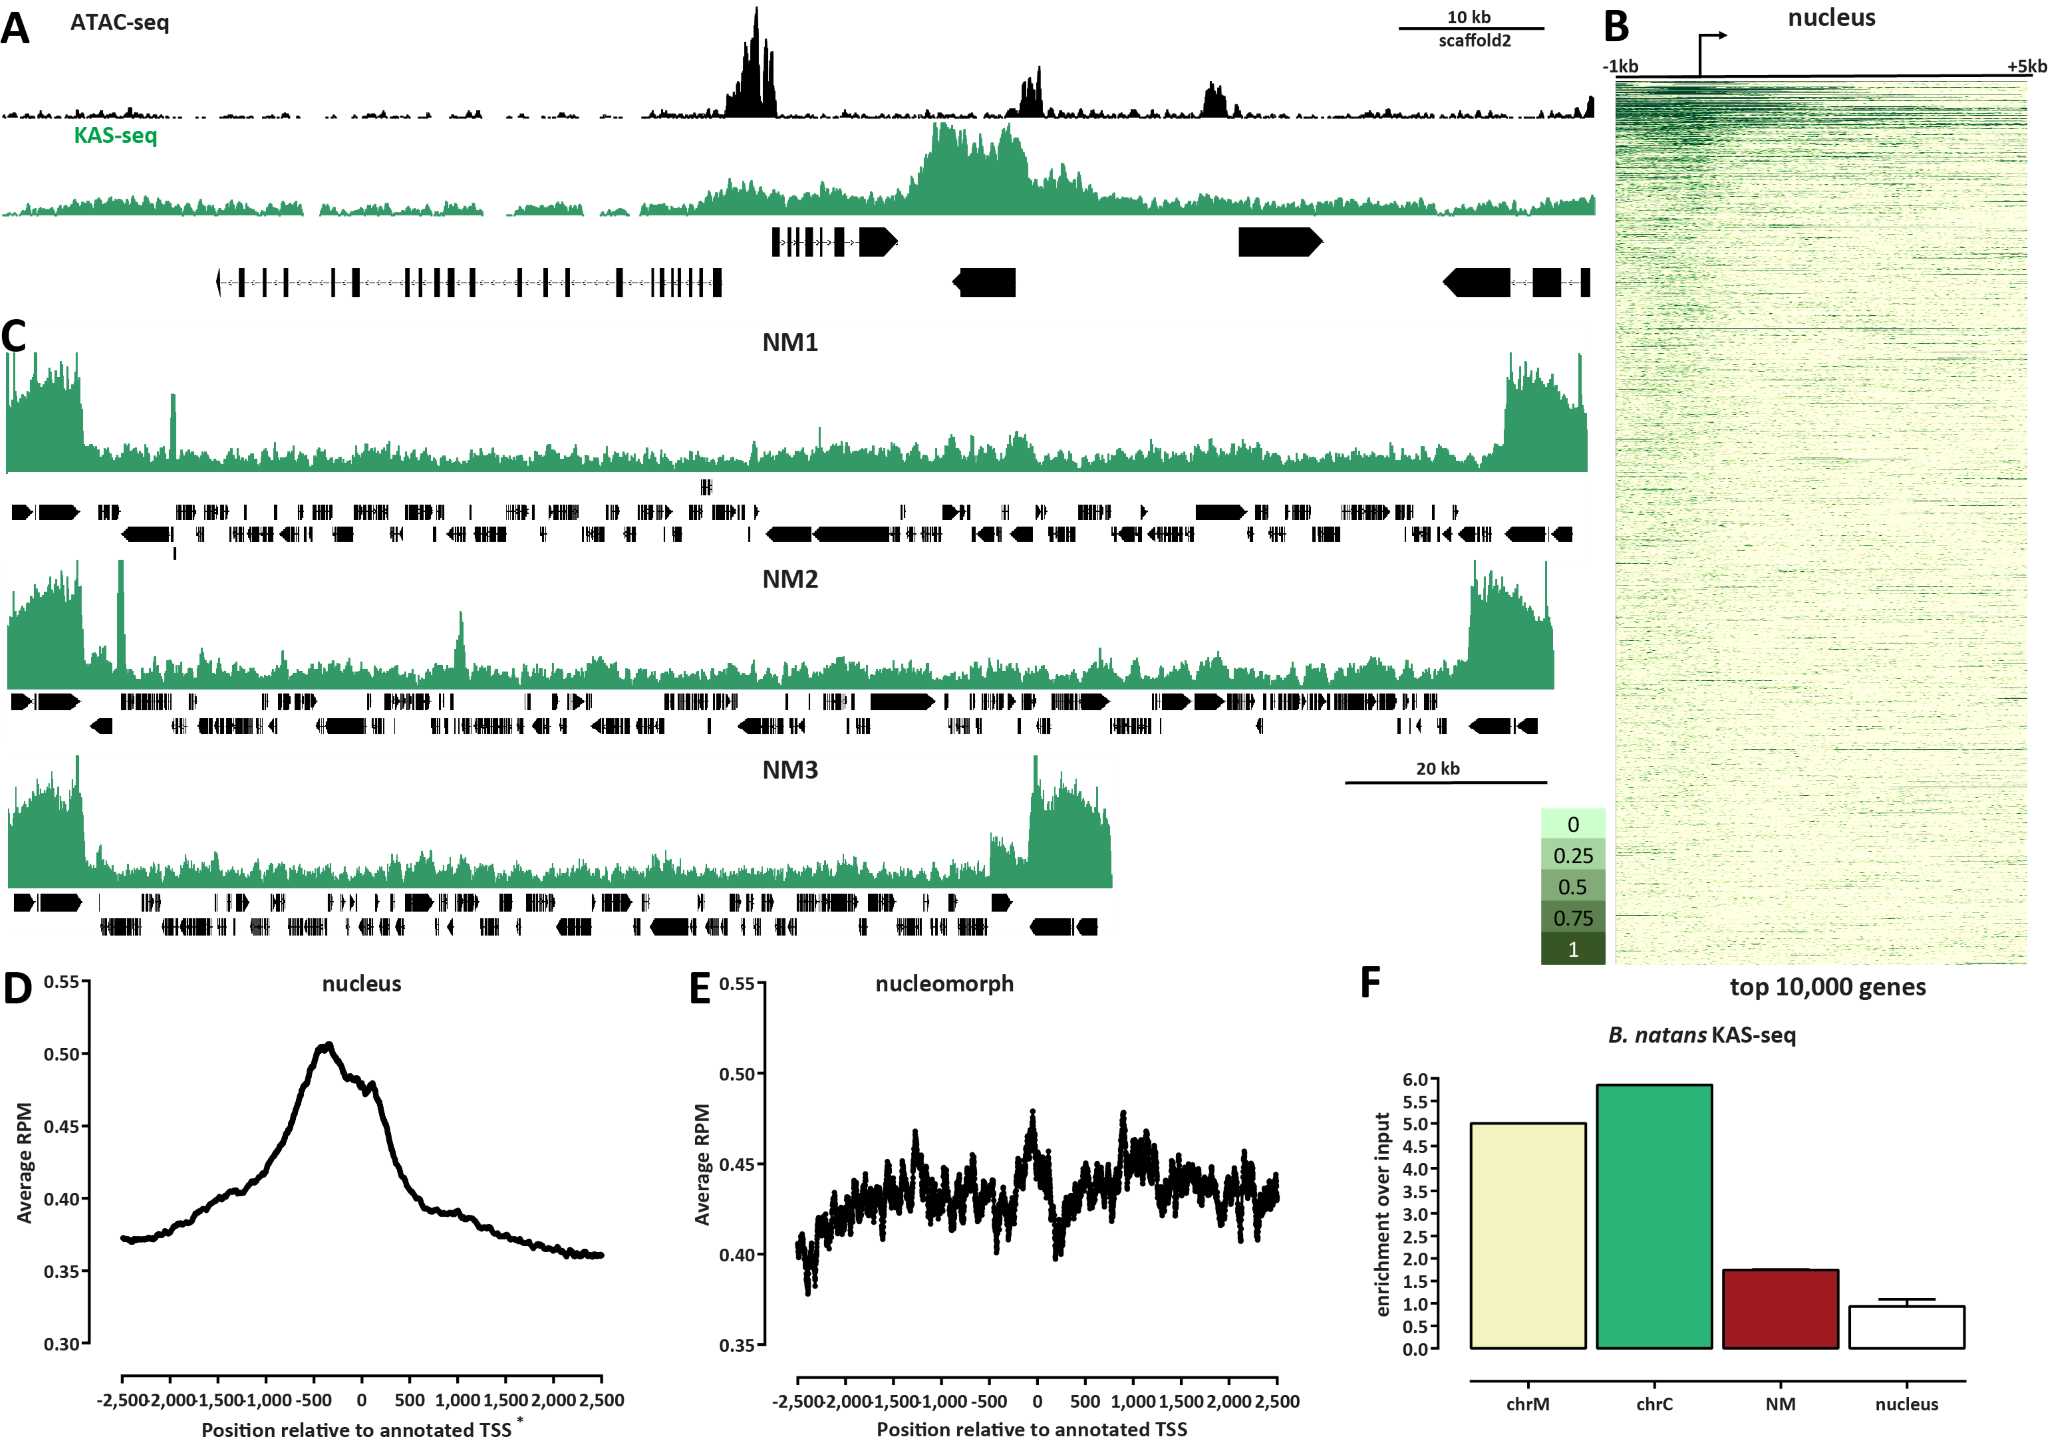 A
ATAC-seq
10 kb
scaffold2
KAS-seq
B
nucleus
-1kb
+5kb
C
NM1
NM2
NM3
20 kb
0
0.25
0.5
0.75
1
top 10,000 genes
D
nucleus
0.55
0.50
0.45
0.40
0.35
0.30
Average RPM
-2,500 -2,000 -1,500 -1,000 -500 0 500 1,000 1,500 2,000 2,500
Position relative to annotated TSS *
E
nucleomorph
0.55
0.50
0.45
0.40
0.35
Average RPM
-2,500 -2,000 -1,500 -1,000 -500 0 500 1,000 1,500 2,000 2,500
Position relative to annotated TSS
F
B. natans KAS-seq
6.0
5.5
5.0
4.5
4.0
3.5
3.0
2.5
2.0
1.5
1.0
0.5
0.0
enrichment over input
chrM chrC NM nucleus